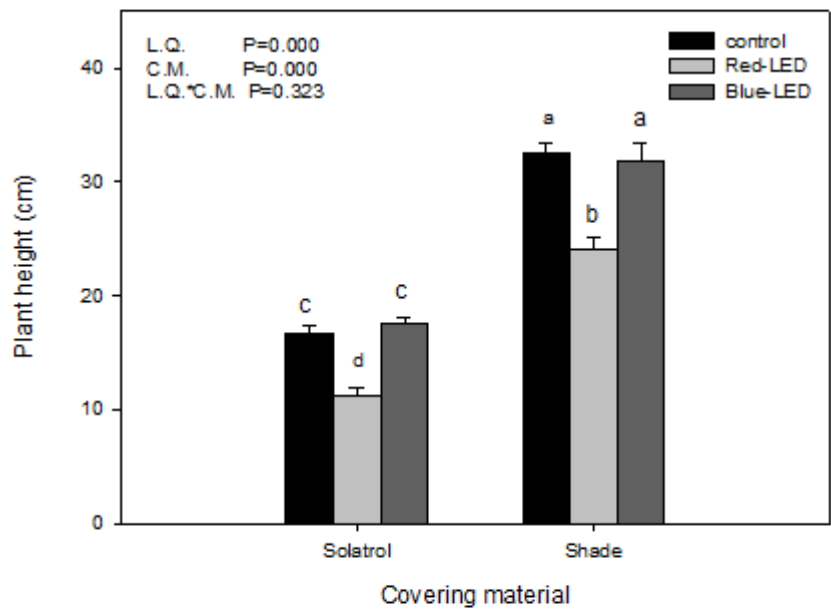 L.Q. P=0.000
C.M. P=0.000
L.Q.*C.M. P=0.323
control
Red-LED
Blue-LED
Plant height (cm)
40
30
20
10
0
c
d
c
a
b
a
Solatrol
Shade
Covering material